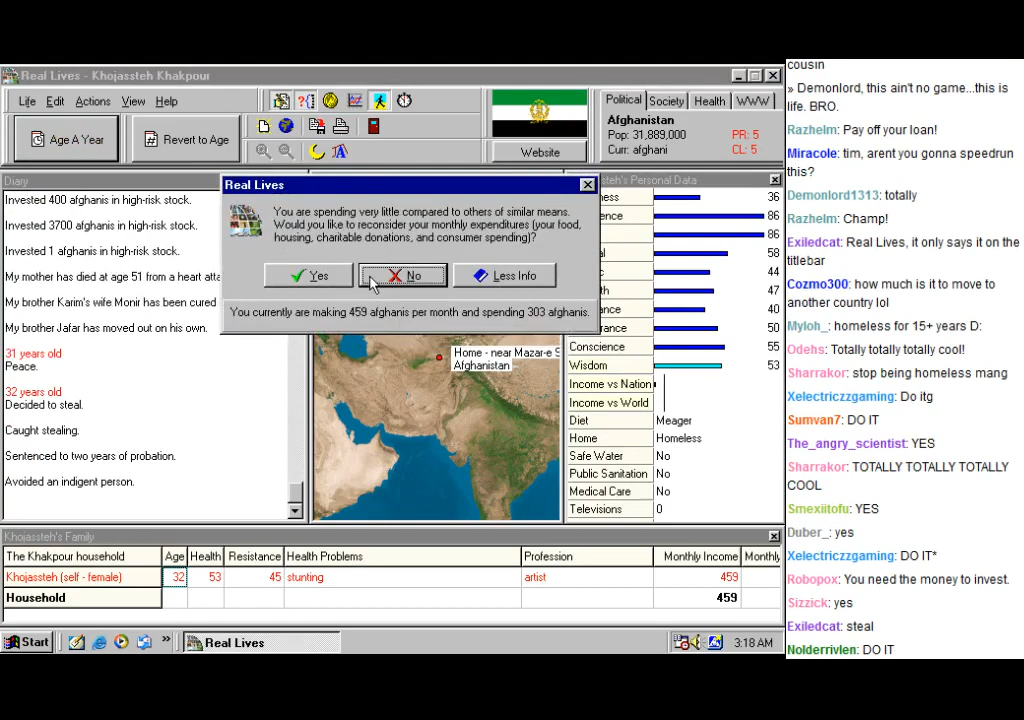 Real Lives - Khojassteh Khakpour
Life Edit Actions View Help
Age A Year
Revert to Age
Website
Political Society Health WWW
Afghanistan
Pop: 31,889,000 PR: 5
Curr: afghani CL: 5
Diary
Invested 400 afghanis in high-risk stock.
Invested 3700 afghanis in high-risk stock.
Invested 1 afghanis in high-risk stock.
My mother has died at age 51 from a heart atta
My brother Karim's wife Monir has been cured
My brother Jafar has moved out on his own.
31 years old
Peace.
32 years old
Decided to steal.
Caught stealing.
Sentenced to two years of probation.
Avoided an indigent person.
Real Lives
You are spending very little compared to others of similar means.
Would you like to reconsider your monthly expenditures (your food,
housing, charitable donations, and consumer spending)?
Yes
No
Less Info
You currently are making 459 afghanis per month and spending 303 afghanis.
Home - near Mazar-e S
Afghanistan
steh's Personal Data
ness 36
ence 86
86
58
c 44
th 47
40
rance 50
Conscience 55
Wisdom 53
Income vs Nation
Income vs World
Diet Meager
Home Homeless
Safe Water No
Public Sanitation No
Medical Care No
Televisions 0
Khojassteh's Family
The Khakpour household Age Health Resistance Health Problems Profession Monthly Income Monthly
Khojassteh (self - female) 32 53 45 stunting artist 459
Household 459
Start
»
Real Lives
3:18 AM
cousin
» Demonlord, this ain't no game...this is
life. BRO.
Razhelm: Pay off your loan!
Miracole: tim, arent you gonna speedrun
this?
Demonlord1313: totally
Razhelm: Champ!
Exiledcat: Real Lives, it only says it on the
titlebar
Cozmo300: how much is it to move to
another country lol
Myloh_: homeless for 15+ years D:
Odehs: Totally totally totally cool!
Sharrakor: stop being homeless mang
Xelectriczzgaming: Do itg
Sumvan7: DO IT
The_angry_scientist: YES
Sharrakor: TOTALLY TOTALLY TOTALLY
COOL
Smexiitofu: YES
Duber_: yes
Xelectriczzgaming: DO IT*
Robopox: You need the money to invest.
Sizzick: yes
Exiledcat: steal
Nolderrivlen: DO IT